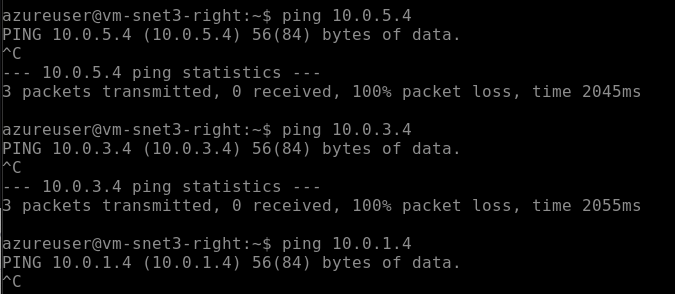 azureuser@vm-snet3-right:~$ ping 10.0.5.4
PING 10.0.5.4 (10.0.5.4) 56(84) bytes of data.
^C
--- 10.0.5.4 ping statistics ---
3 packets transmitted, 0 received, 100% packet loss, time 2045ms

azureuser@vm-snet3-right:~$ ping 10.0.3.4
PING 10.0.3.4 (10.0.3.4) 56(84) bytes of data.
^C
--- 10.0.3.4 ping statistics ---
3 packets transmitted, 0 received, 100% packet loss, time 2055ms

azureuser@vm-snet3-right:~$ ping 10.0.1.4
PING 10.0.1.4 (10.0.1.4) 56(84) bytes of data.
^C